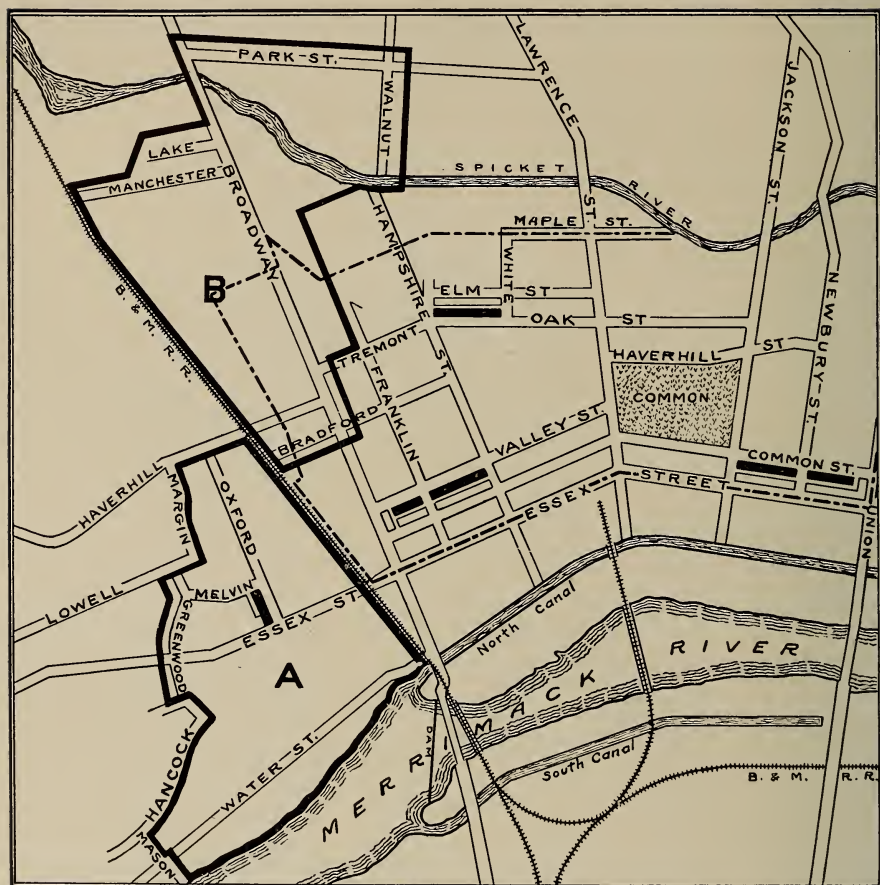 PARK ST.
WALNUT
LAWRENCE
ST.
JACKSON ST.
LAKE
MANCHESTER
BROADWAY
SPICKET RIVER
HAMPSHIRE ST.
MAPLE ST.
WHITE
NEWBURY ST.
B
B. & M. R. R.
ELM ST
OAK ST
TREMONT
FRANKLIN
HAVERHILL ST.
COMMON
BRADFORD
VALLEY ST.
COMMON ST.
HAVERHILL
MARGIN
OXFORD
ESSEX STREET
UNION
LOWELL
MELVIN
GREENWOOD
ESSEX ST.
A
North Canal
MERRIMACK RIVER
DAM
South Canal
HANCOCK
WATER ST.
B. & M. R.R.
MASON